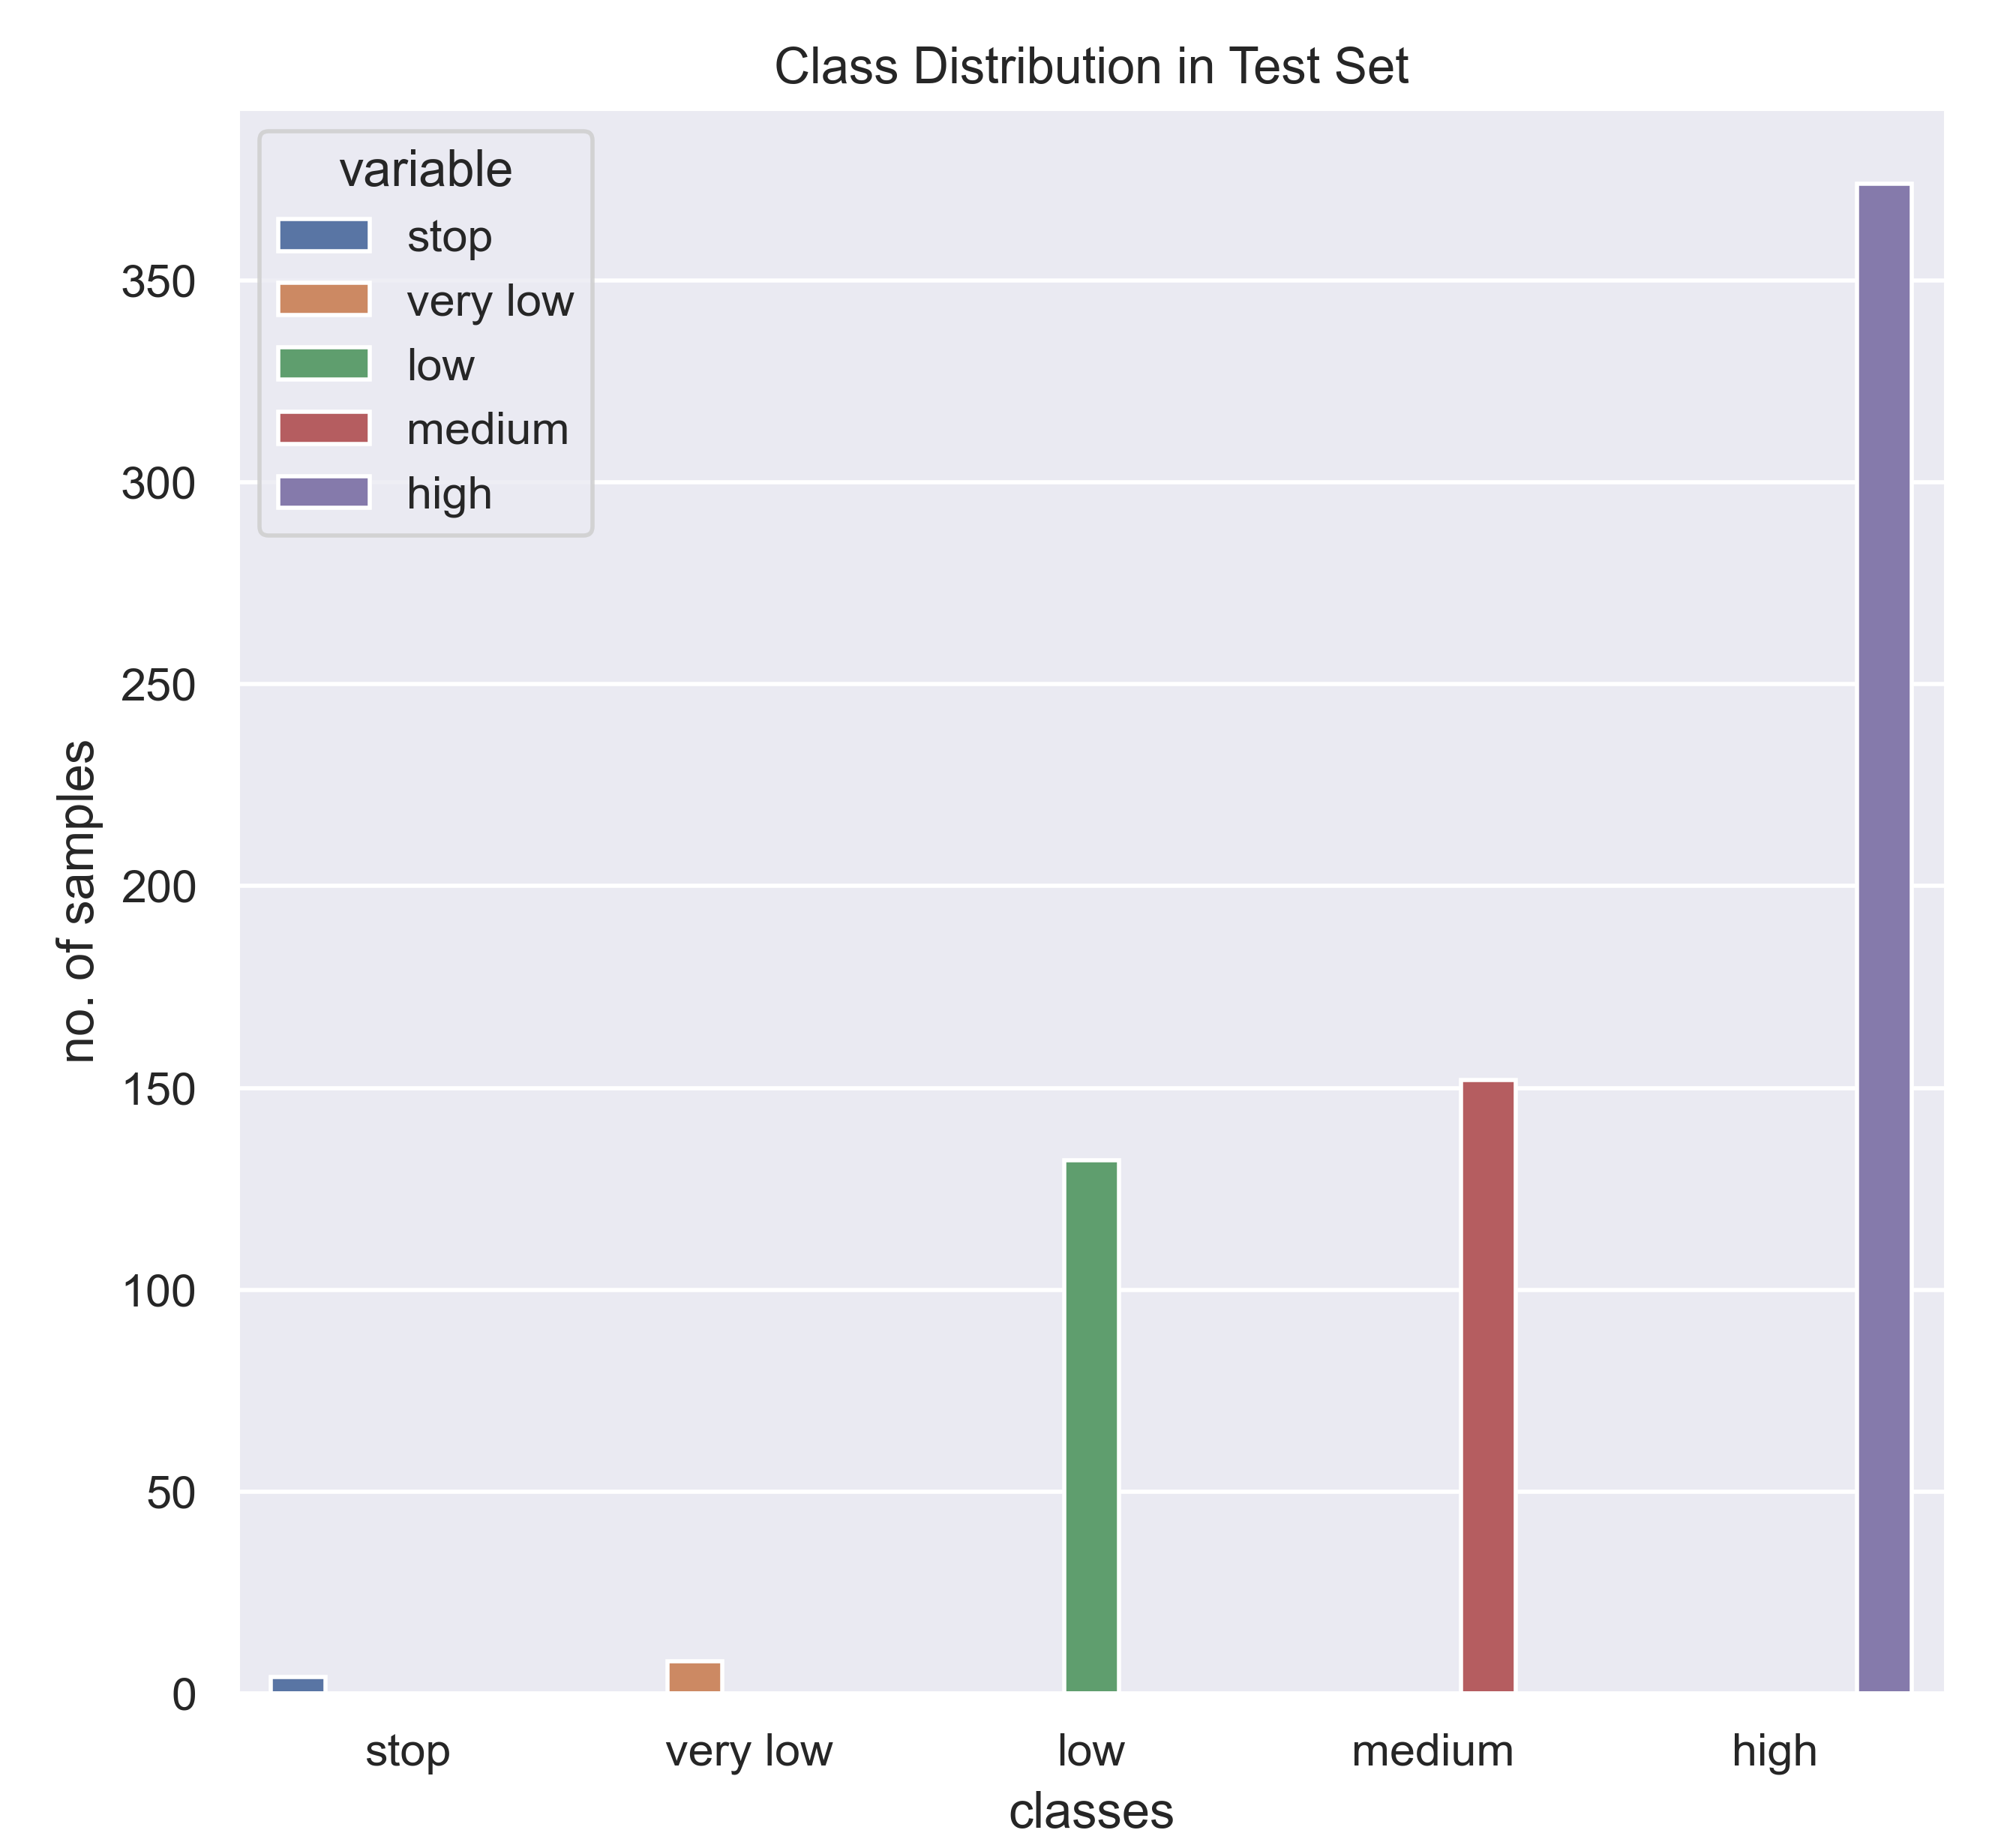 Class Distribution in Test Set
variable
stop
very low
low
medium
high
350
300
250
200
150
100
50
0
no. of samples
stop very low low medium high
classes